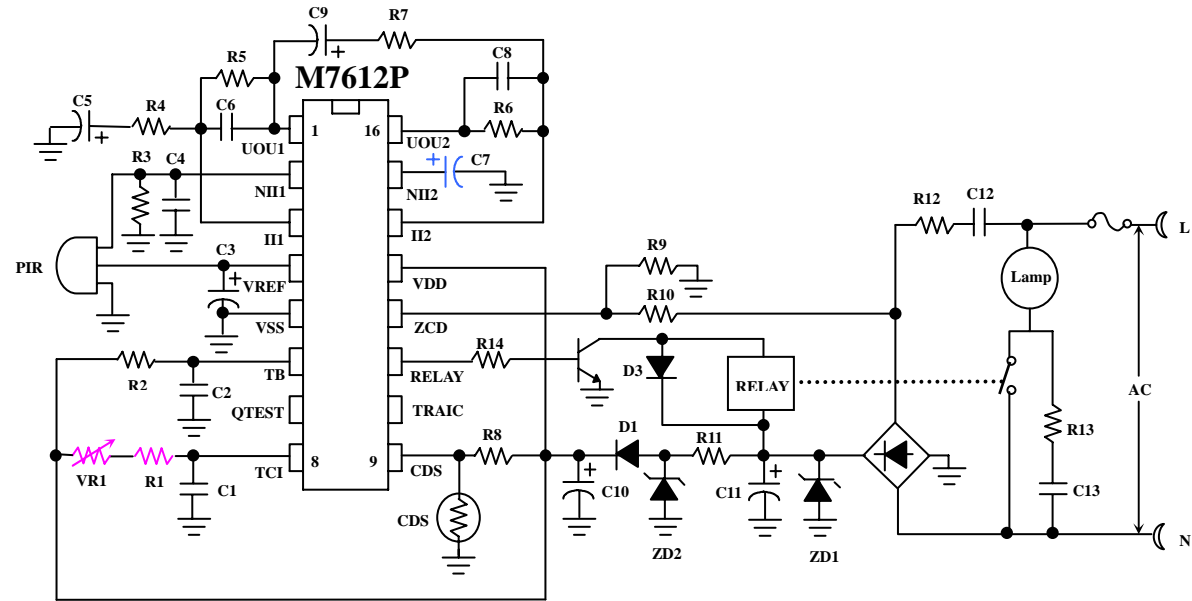 C9
R7
C8
R5
M7612P
C5
R4
C6
R6
1
16
UOU1
UOU2
R3
C4
+
C7
NII1
NII2
R12
C12
II1
II2
L
PIR
C3
+
VREF
VDD
R9
Lamp
R10
VSS
ZCD
R14
D3
RELAY
AC
R2
TB
RELAY
C2
QTEST
TRAIC
D1
R11
R13
R8
8
9
VR1
R1
TCI
CDS
C1
+
C10
C11
+
C13
CDS
ZD2
ZD1
N
+
+